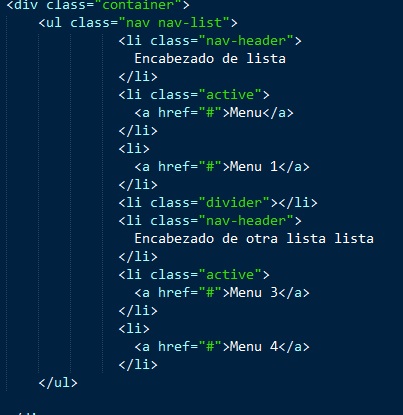 <div class="container">
<ul class="nav nav-list">
<li class="nav-header">
Encabezado de lista
</li>
<li class="active">
<a href="#">Menu</a>
</li>
<li>
<a href="#">Menu 1</a>
</li>
<li class="divider"></li>
<li class="nav-header">
Encabezado de otra lista lista
</li>
<li class="active">
<a href="#">Menu 3</a>
</li>
<li>
<a href="#">Menu 4</a>
</li>
</ul>